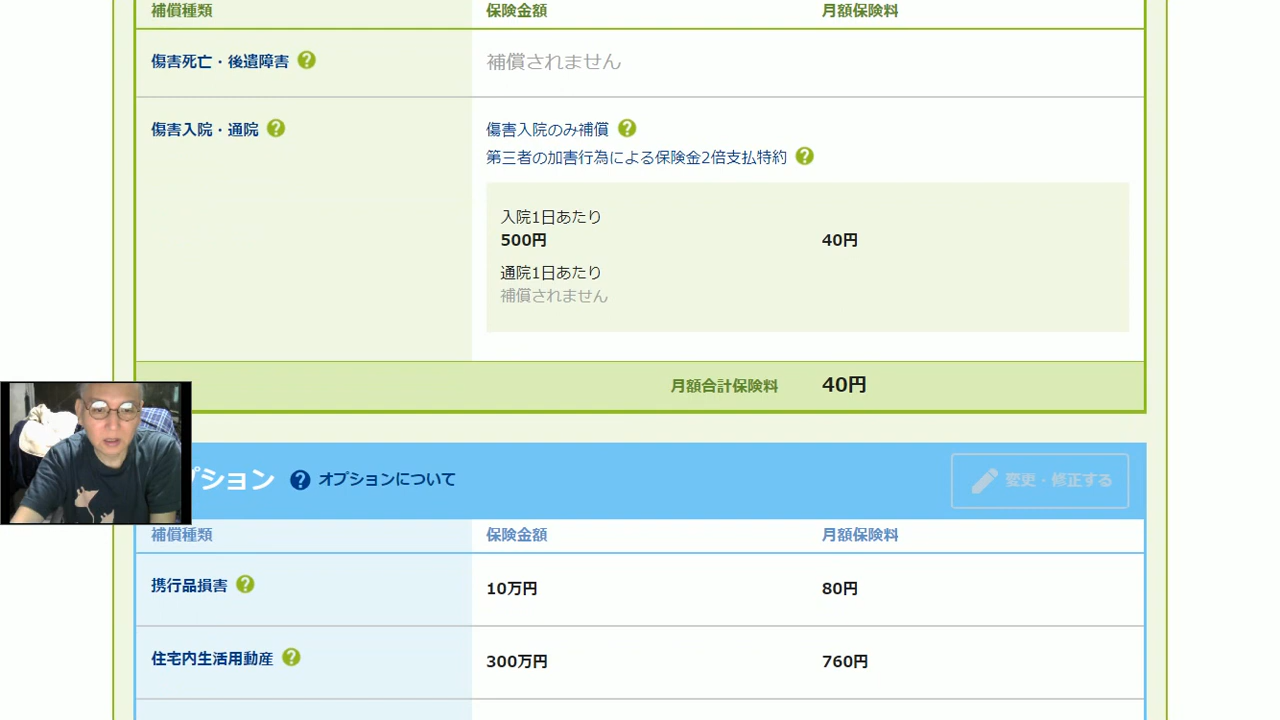 補償種類 保険金額 月額保険料
傷害死亡・後遺障害 ? 補償されません
傷害入院・通院 ? 傷害入院のみ補償 ?
第三者の加害行為による保険金2倍支払特約 ?
入院1日あたり
500円 40円
通院1日あたり
補償されません
月額合計保険料 40円
プション ? オプションについて 変更・修正する
補償種類 保険金額 月額保険料
携行品損害 ? 10万円 80円
住宅内生活用動産 ? 300万円 760円